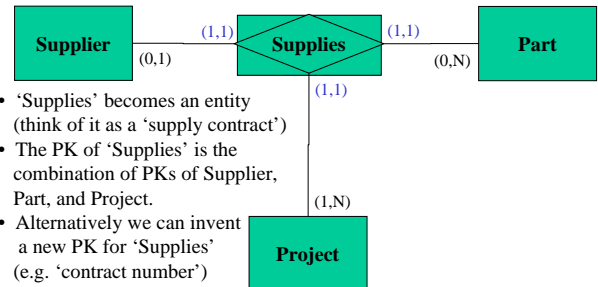 Supplier
(1,1)
Supplies
(1,1)
Part
(0,1)
(0,N)
(1,1)
• ‘Supplies’ becomes an entity
(think of it as a ‘supply contract’)
• The PK of ‘Supplies’ is the
combination of PKs of Supplier,
Part, and Project.
• Alternatively we can invent
a new PK for ‘Supplies’
(e.g. ‘contract number’)
(1,N)
Project